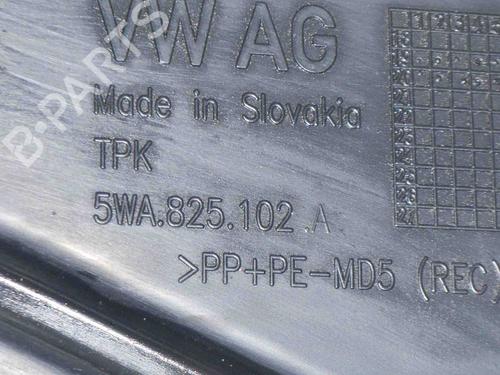 VW AG
Made in Slovakia
TPK
5WA.825.102.A
>PP+PE-MD5 (REC)
B-PARTS